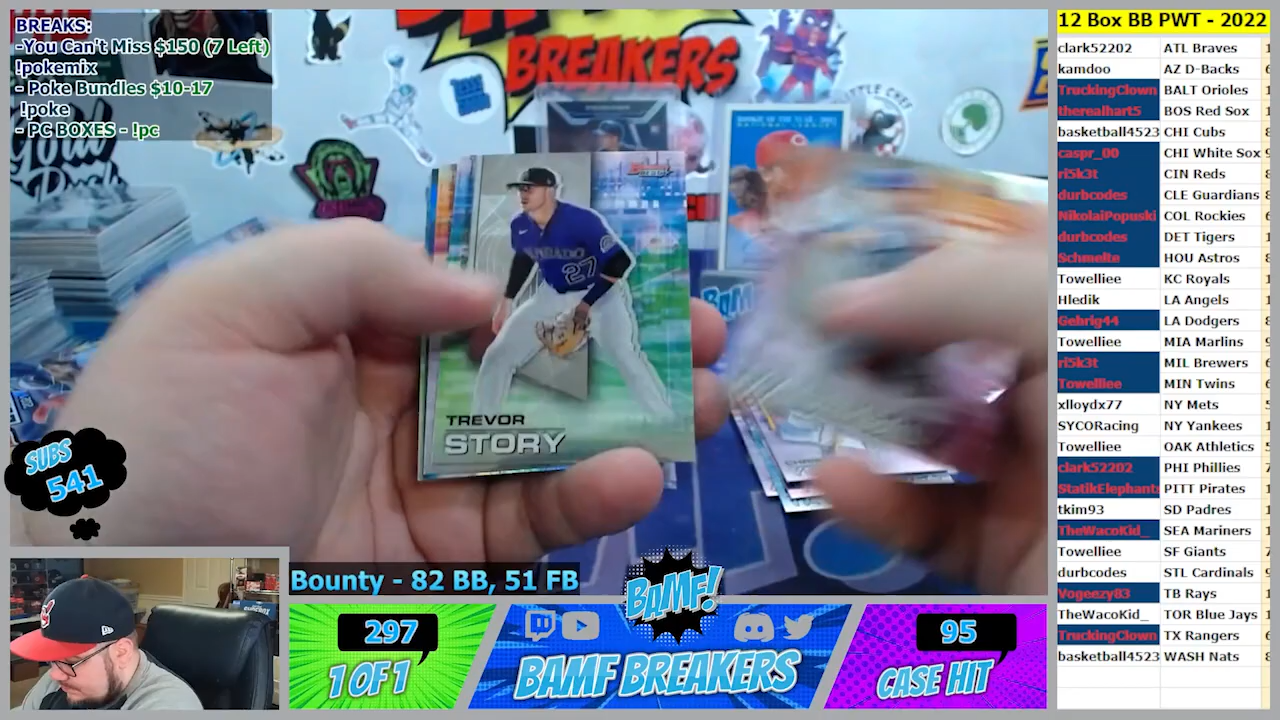 BREAKS:
-You Can't Miss $150 (7 Left)
!pokemix
- Poke Bundles $10-17
!poke
- PC BOXES - !pc
BREAKERS
COLORADO
27
TREVOR
STORY
SUBS
541
Bounty - 82 BB, 51 FB
BAMF!
297
1 OF 1
BAMF BREAKERS
95
CASE HIT
12 Box BB PWT - 2022
clark52202 ATL Braves
kamdoo AZ D-Backs
TruckingClown BALT Orioles
therealhart5 BOS Red Sox
basketball4523 CHI Cubs
caspr_00 CHI White Sox
ri5k3t CIN Reds
durbcodes CLE Guardians
NikolaiPopuski COL Rockies
durbcodes DET Tigers
Schmelte HOU Astros
Towelliee KC Royals
Hledik LA Angels
Gehrig44 LA Dodgers
Towelliee MIA Marlins
ri5k3t MIL Brewers
Towelliee MIN Twins
xlloydx77 NY Mets
SYCORacing NY Yankees
Towelliee OAK Athletics
clark52202 PHI Phillies
StatikElephant PITT Pirates
tkim93 SD Padres
TheWacoKid_ SEA Mariners
Towelliee SF Giants
durbcodes STL Cardinals
Vogeezy83 TB Rays
TheWacoKid_ TOR Blue Jays
TruckingClown TX Rangers
basketball4523 WASH Nats